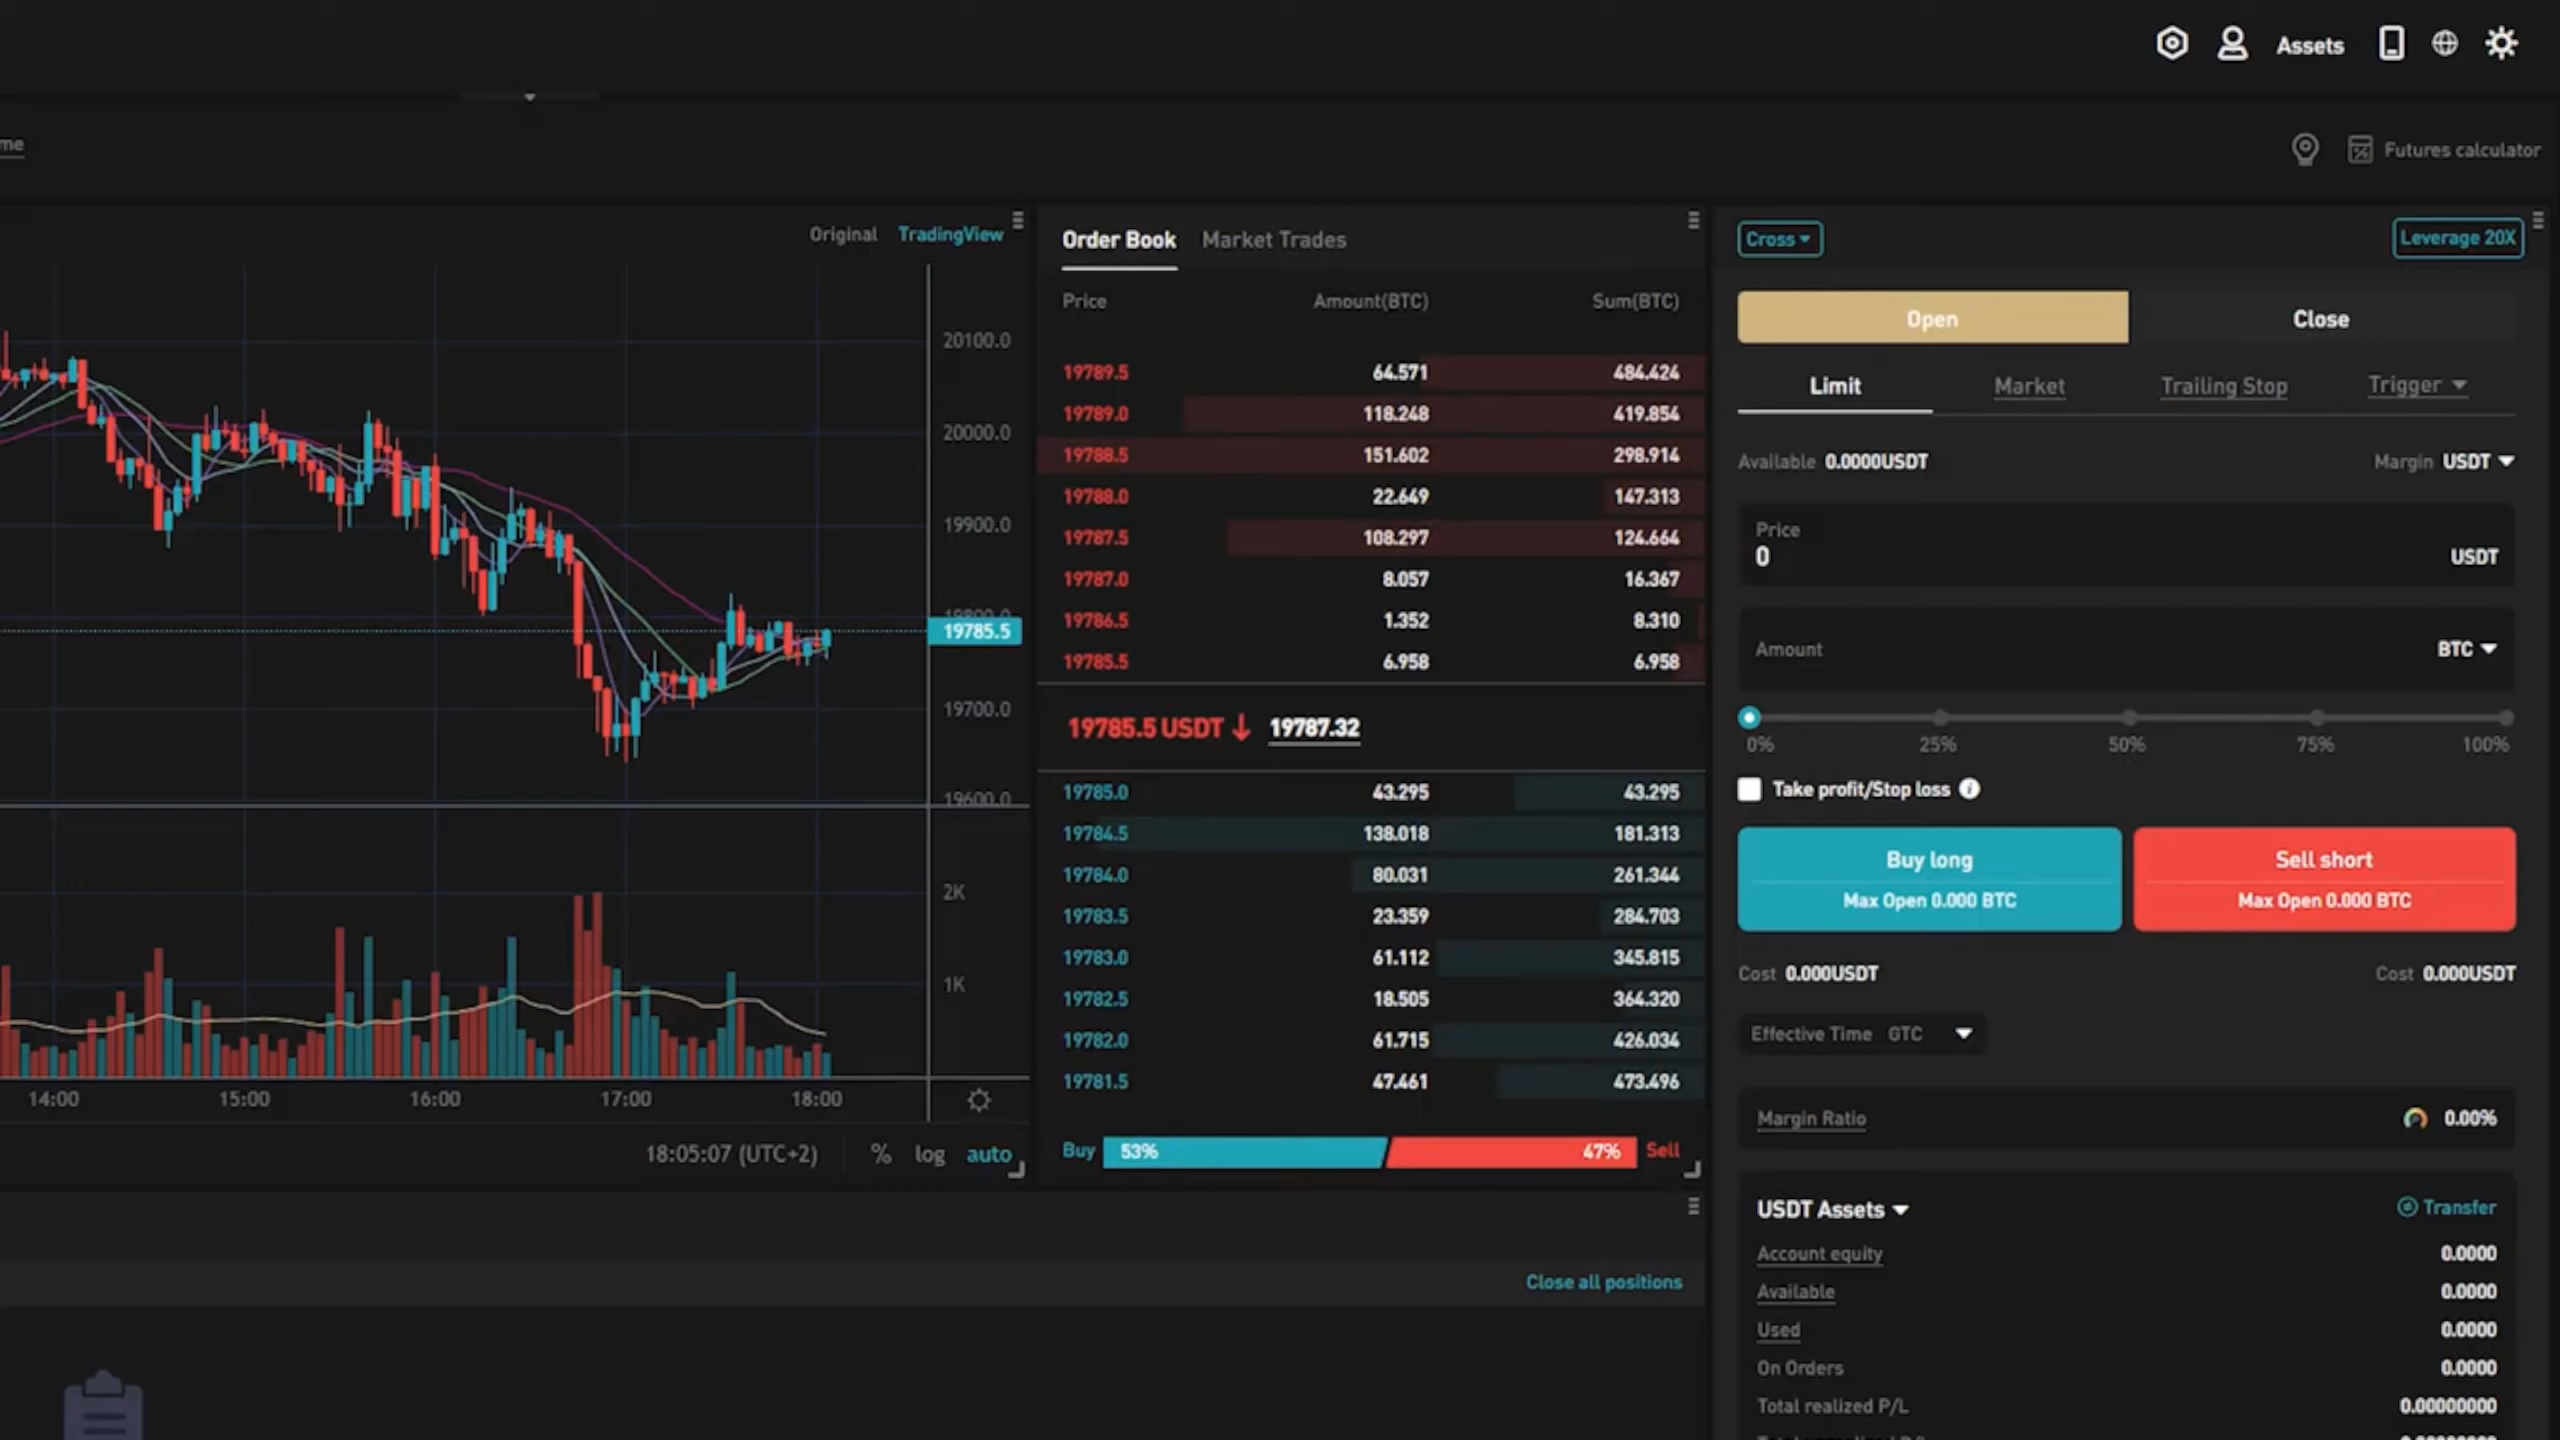 Assets
me
Futures calculator
Original TradingView
20100.0
20000.0
19900.0
19800.0
19785.5
19700.0
19600.0
2K
1K
14:00 15:00 16:00 17:00 18:00
18:05:07 (UTC+2) % log auto
Order Book Market Trades
Price Amount(BTC) Sum(BTC)
19789.5 64.571 484.424
19789.0 118.248 419.854
19788.5 151.602 298.914
19788.0 22.649 147.313
19787.5 108.297 124.664
19787.0 8.057 16.367
19786.5 1.352 8.310
19785.5 6.958 6.958
19785.5 USDT ↓ 19787.32
19785.0 43.295 43.295
19784.5 138.018 181.313
19784.0 80.031 261.344
19783.5 23.359 284.703
19783.0 61.112 345.815
19782.5 18.505 364.320
19782.0 61.715 426.034
19781.5 47.461 473.496
Buy 53% 47% Sell
Close all positions
Cross Leverage 20X
Open Close
Limit Market Trailing Stop Trigger
Available 0.0000USDT Margin USDT
Price
0 USDT
Amount BTC
0% 25% 50% 75% 100%
Take profit/Stop loss
Buy long Sell short
Max Open 0.000 BTC Max Open 0.000 BTC
Cost 0.000USDT Cost 0.000USDT
Effective Time GTC
Margin Ratio 0.00%
USDT Assets Transfer
Account equity 0.0000
Available 0.0000
Used 0.0000
On Orders 0.0000
Total realized P/L 0.00000000